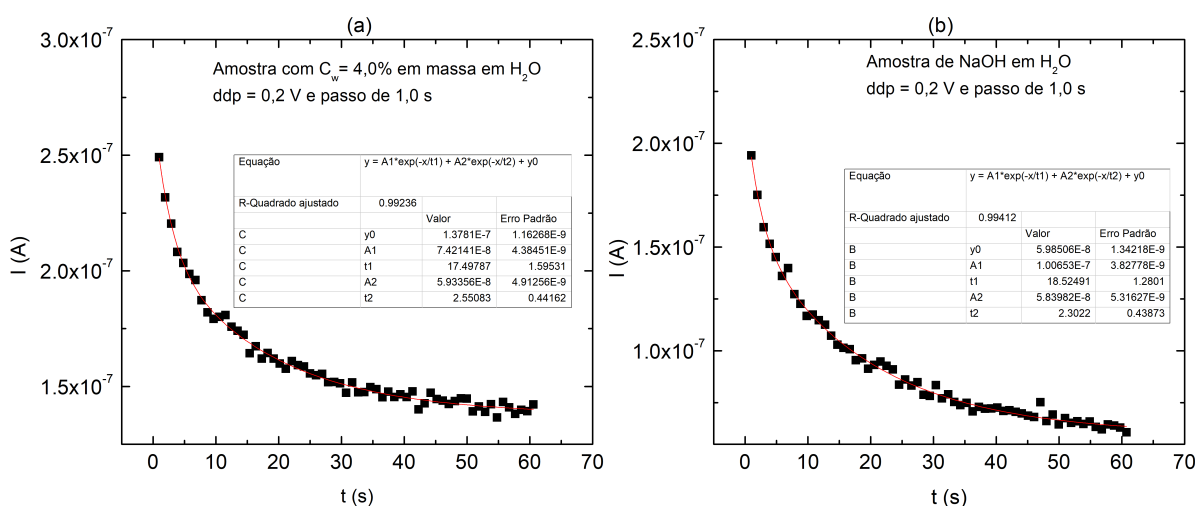 (a)
3.0x10⁻⁷
2.5x10⁻⁷
2.0x10⁻⁷
1.5x10⁻⁷
I (A)
Amostra com C_w= 4,0% em massa em H₂O
ddp = 0,2 V e passo de 1,0 s
Equação y = A1*exp(-x/t1) + A2*exp(-x/t2) + y0
R-Quadrado ajustado 0.99236
Valor Erro Padrão
C y0 1.3781E-7 1.16268E-9
C A1 7.42141E-8 4.38451E-9
C t1 17.49787 1.59531
C A2 5.93356E-8 4.91256E-9
C t2 2.55083 0.44162
0 10 20 30 40 50 60 70
t (s)
(b)
2.5x10⁻⁷
2.0x10⁻⁷
1.5x10⁻⁷
1.0x10⁻⁷
I (A)
Amostra de NaOH em H₂O
ddp = 0,2 V e passo de 1,0 s
Equação y = A1*exp(-x/t1) + A2*exp(-x/t2) + y0
R-Quadrado ajustado 0.99412
Valor Erro Padrão
B y0 5.98506E-8 1.34218E-9
B A1 1.00653E-7 3.82778E-9
B t1 18.52491 1.2801
B A2 5.83982E-8 5.31627E-9
B t2 2.3022 0.43873
0 10 20 30 40 50 60 70
t (s)